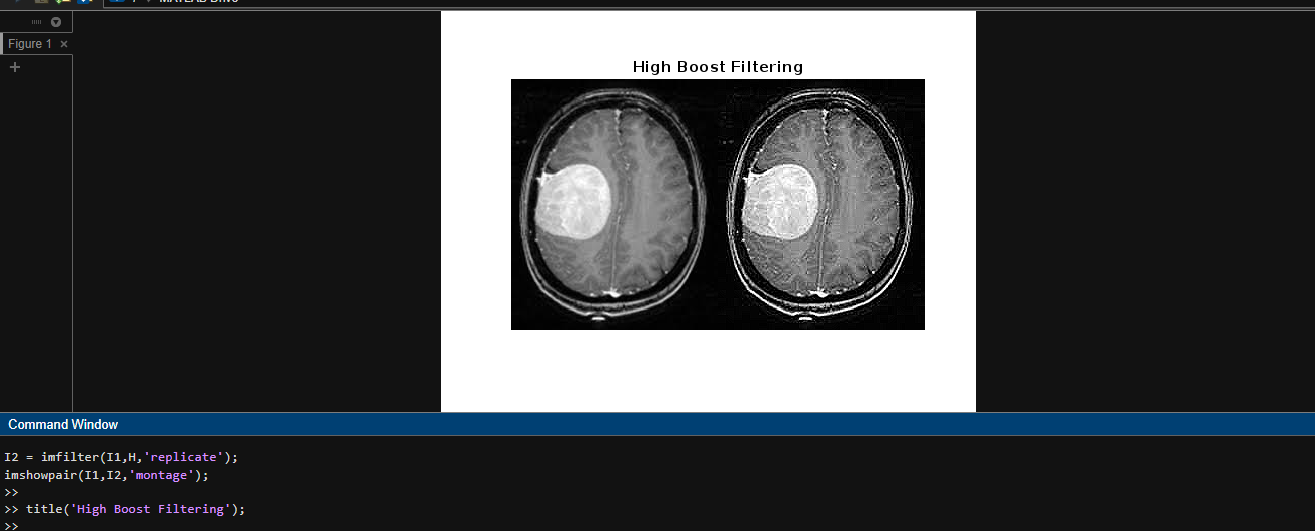 Figure 1 ×
+
High Boost Filtering
Command Window
I2 = imfilter(I1,H,'replicate');
imshowpair(I1,I2,'montage');
>>
>> title('High Boost Filtering');
>>